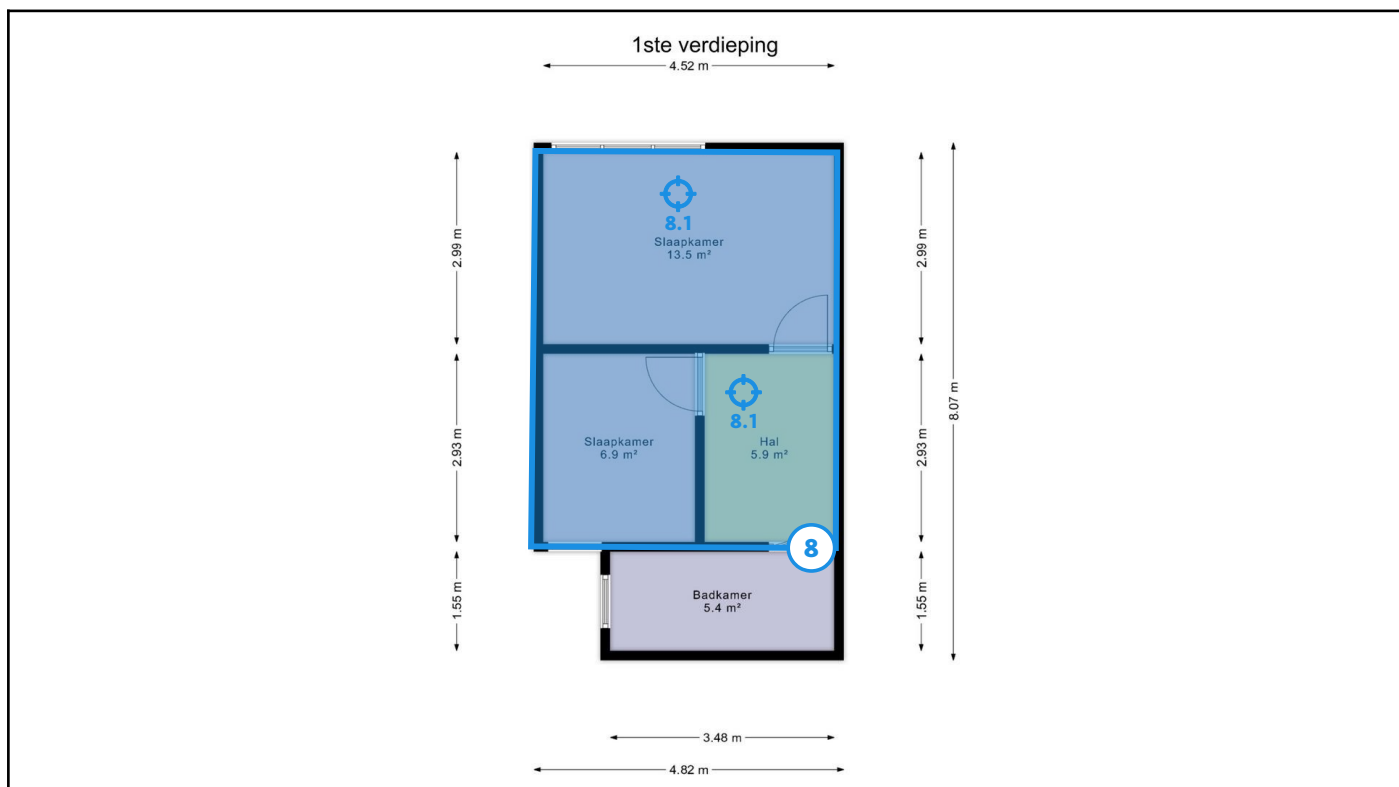 1ste verdieping
4.52 m
8.1
Slaapkamer
13.5 m²
2.99 m
2.99 m
8.07 m
8.1
Slaapkamer
6.9 m²
Hal
5.9 m²
2.93 m
2.93 m
8
Badkamer
5.4 m²
1.55 m
1.55 m
3.48 m
4.82 m